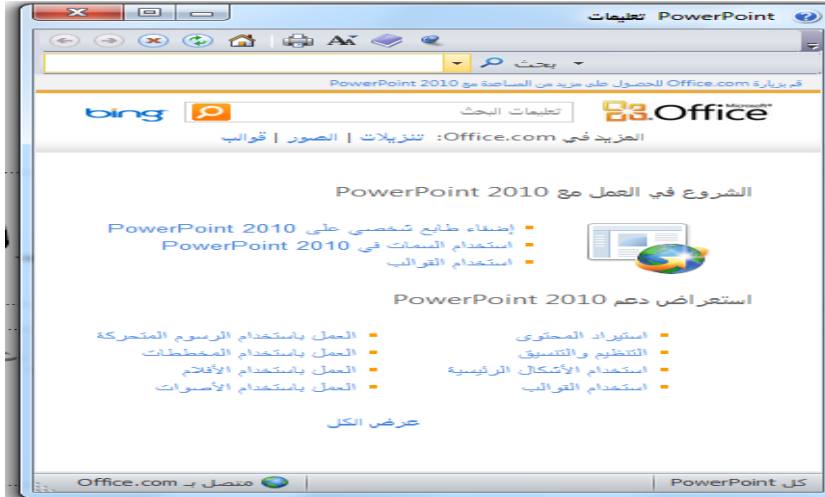 تعليمات PowerPoint
بحث
قم بزيارة Office.com للحصول على مزيد من المساعدة مع PowerPoint 2010
Microsoft®
Office
تعليمات البحث
bing
المزيد في Office.com: تنزيلات | الصور | قوالب
الشروع في العمل مع PowerPoint 2010
إضفاء طابع شخصي على PowerPoint 2010
استخدام السمات في PowerPoint 2010
استخدام القوالب
استعراض دعم PowerPoint 2010
استيراد المحتوى
العمل باستخدام الرسوم المتحركة
التنظيم والتنسيق
العمل باستخدام المخططات
استخدام الأشكال الرئيسية
العمل باستخدام الأفلام
استخدام القوالب
العمل باستخدام الأصوات
عرض الكل
كل PowerPoint
متصل بـ Office.com